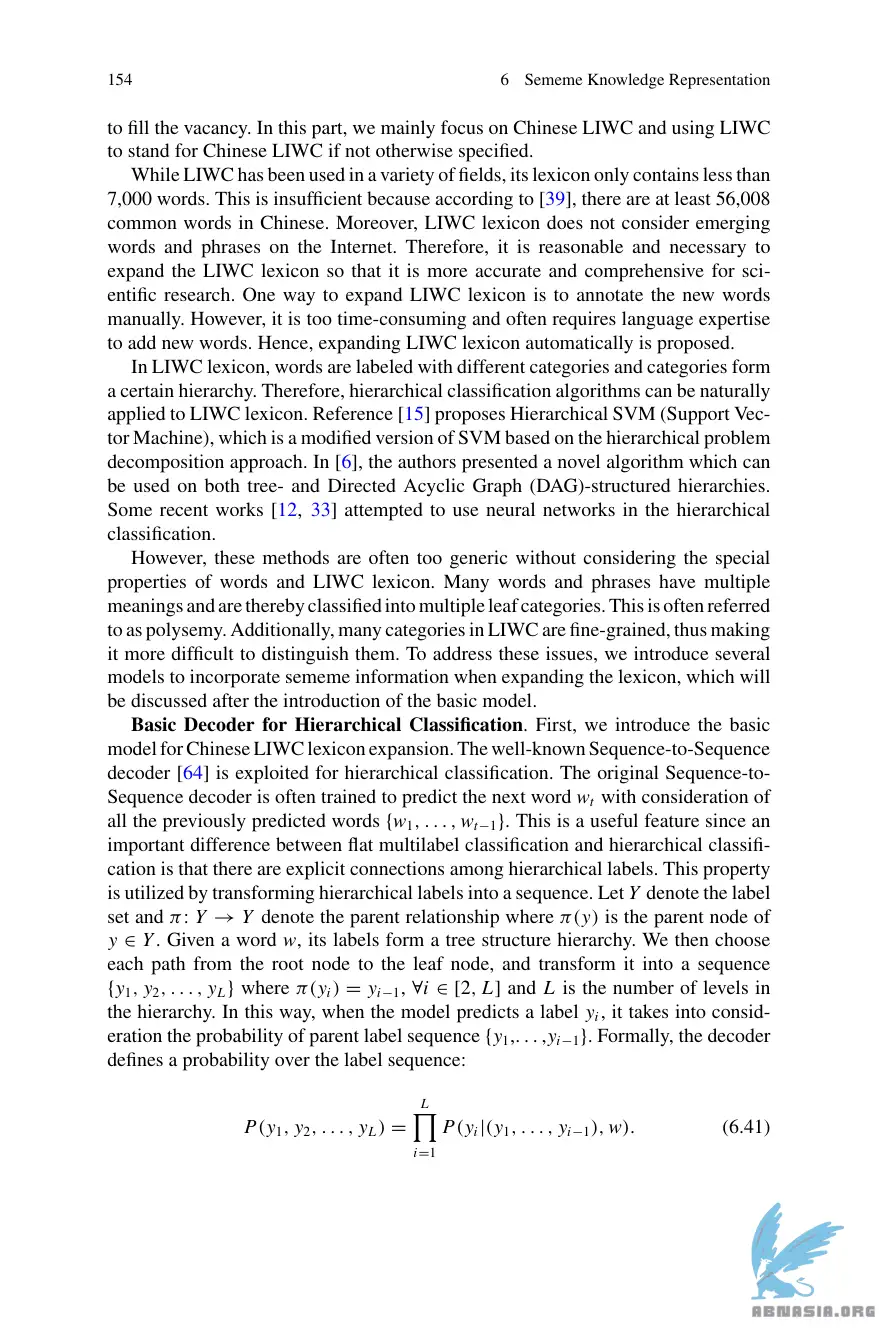 154 6 Sememe Knowledge Representation
to fill the vacancy. In this part, we mainly focus on Chinese LIWC and using LIWC
to stand for Chinese LIWC if not otherwise specified.
While LIWC has been used in a variety of fields, its lexicon only contains less than
7,000 words. This is insufficient because according to [39], there are at least 56,008
common words in Chinese. Moreover, LIWC lexicon does not consider emerging
words and phrases on the Internet. Therefore, it is reasonable and necessary to
expand the LIWC lexicon so that it is more accurate and comprehensive for sci-
entific research. One way to expand LIWC lexicon is to annotate the new words
manually. However, it is too time-consuming and often requires language expertise
to add new words. Hence, expanding LIWC lexicon automatically is proposed.
In LIWC lexicon, words are labeled with different categories and categories form
a certain hierarchy. Therefore, hierarchical classification algorithms can be naturally
applied to LIWC lexicon. Reference [15] proposes Hierarchical SVM (Support Vec-
tor Machine), which is a modified version of SVM based on the hierarchical problem
decomposition approach. In [6], the authors presented a novel algorithm which can
be used on both tree- and Directed Acyclic Graph (DAG)-structured hierarchies.
Some recent works [12, 33] attempted to use neural networks in the hierarchical
classification.
However, these methods are often too generic without considering the special
properties of words and LIWC lexicon. Many words and phrases have multiple
meanings and are thereby classified into multiple leaf categories. This is often referred
to as polysemy. Additionally, many categories in LIWC are fine-grained, thus making
it more difficult to distinguish them. To address these issues, we introduce several
models to incorporate sememe information when expanding the lexicon, which will
be discussed after the introduction of the basic model.
Basic Decoder for Hierarchical Classification. First, we introduce the basic
model for Chinese LIWC lexicon expansion. The well-known Sequence-to-Sequence
decoder [64] is exploited for hierarchical classification. The original Sequence-to-
Sequence decoder is often trained to predict the next word w_t with consideration of
all the previously predicted words {w_1, . . . , w_{t−1}}. This is a useful feature since an
important difference between flat multilabel classification and hierarchical classifi-
cation is that there are explicit connections among hierarchical labels. This property
is utilized by transforming hierarchical labels into a sequence. Let Y denote the label
set and π: Y → Y denote the parent relationship where π(y) is the parent node of
y ∈ Y. Given a word w, its labels form a tree structure hierarchy. We then choose
each path from the root node to the leaf node, and transform it into a sequence
{y_1, y_2, . . . , y_L} where π(y_i) = y_{i−1}, ∀i ∈ [2, L] and L is the number of levels in
the hierarchy. In this way, when the model predicts a label y_i, it takes into consid-
eration the probability of parent label sequence {y_1,. . . ,y_{i−1}}. Formally, the decoder
defines a probability over the label sequence:
P(y_1, y_2, . . . , y_L) = ∏_{i=1}^{L} P(y_i|(y_1, . . . , y_{i−1}), w). (6.41)
ABNASIA.ORG